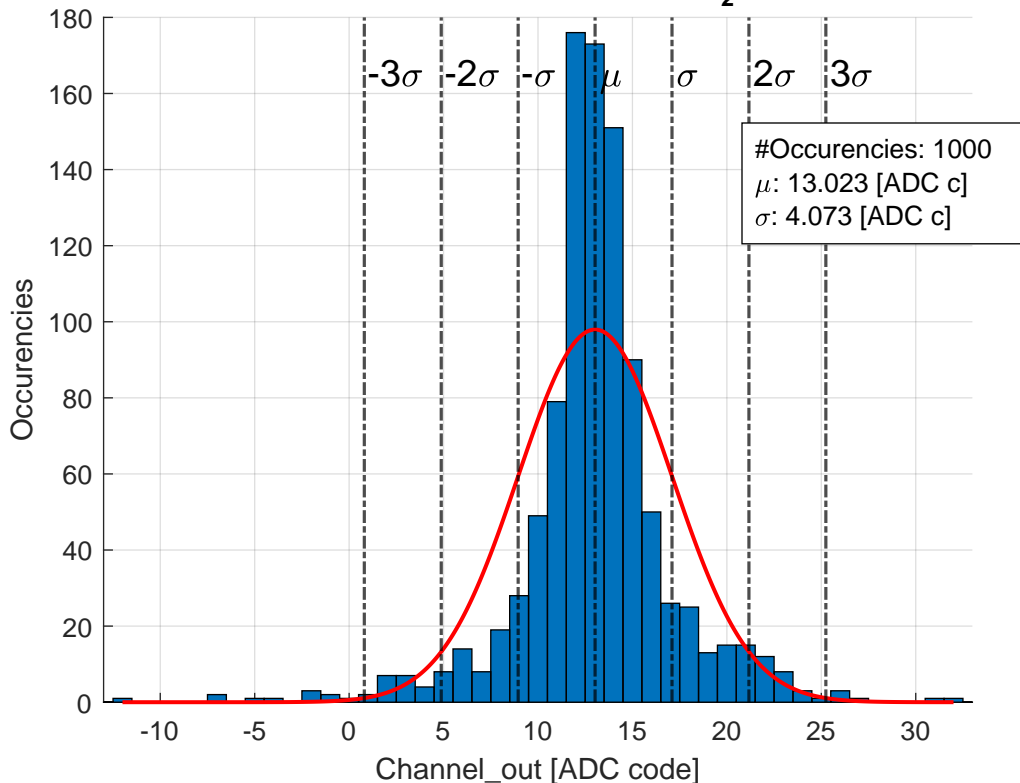 2
180
160
140
120
100
80
60
40
20
0
-3σ -2σ -σ μ σ 2σ 3σ
#Occurencies: 1000
μ: 13.023 [ADC c]
σ: 4.073 [ADC c]
Occurencies
-10 -5 0 5 10 15 20 25 30
Channel_out [ADC code]